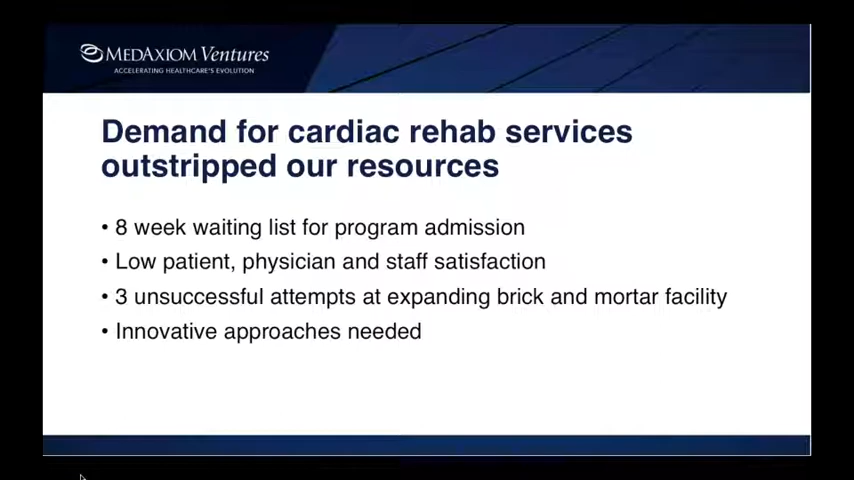 MEDAXIOM Ventures
ACCELERATING HEALTHCARE'S EVOLUTION
Demand for cardiac rehab services
outstripped our resources
• 8 week waiting list for program admission
• Low patient, physician and staff satisfaction
• 3 unsuccessful attempts at expanding brick and mortar facility
• Innovative approaches needed